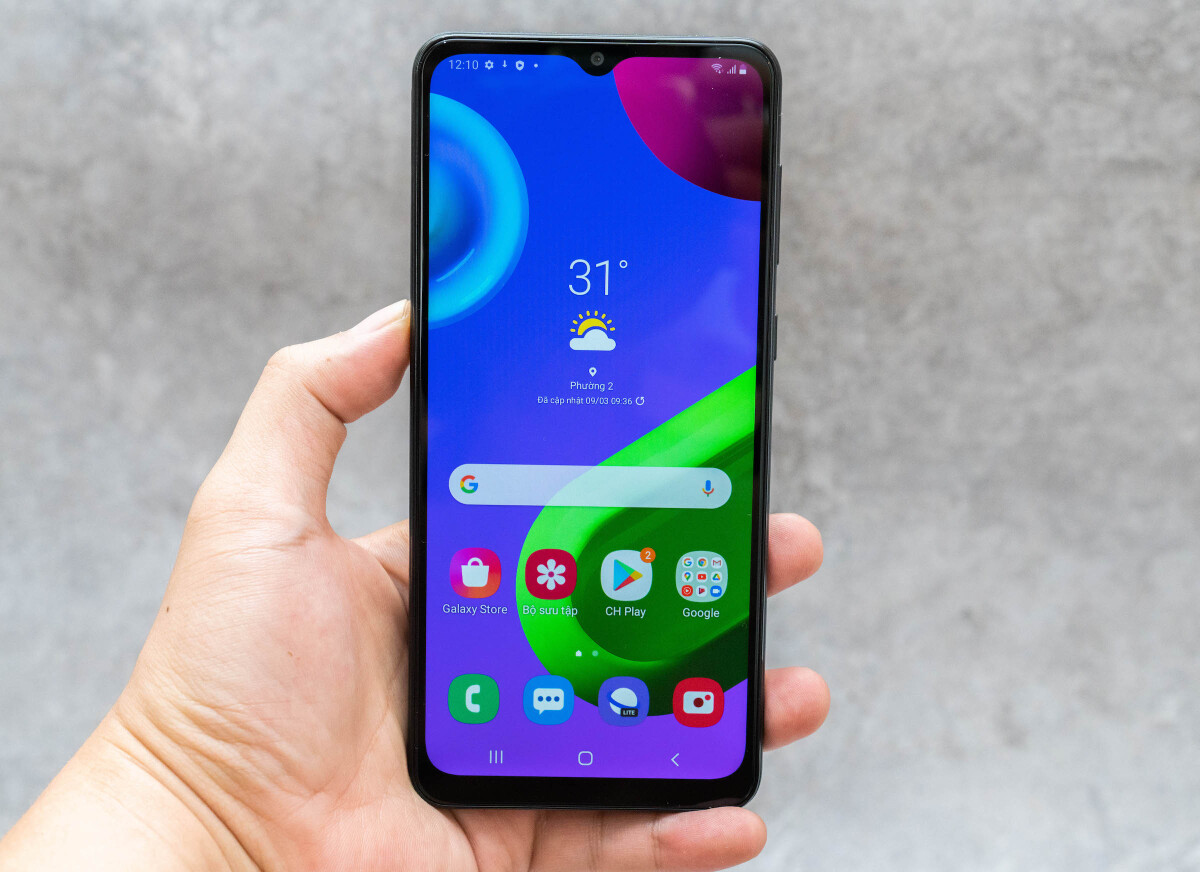 12:10
31°
Phường 2
Đã cập nhật 09/03 09:36
2
Galaxy Store
Bộ sưu tập
CH Play
Google
LITE